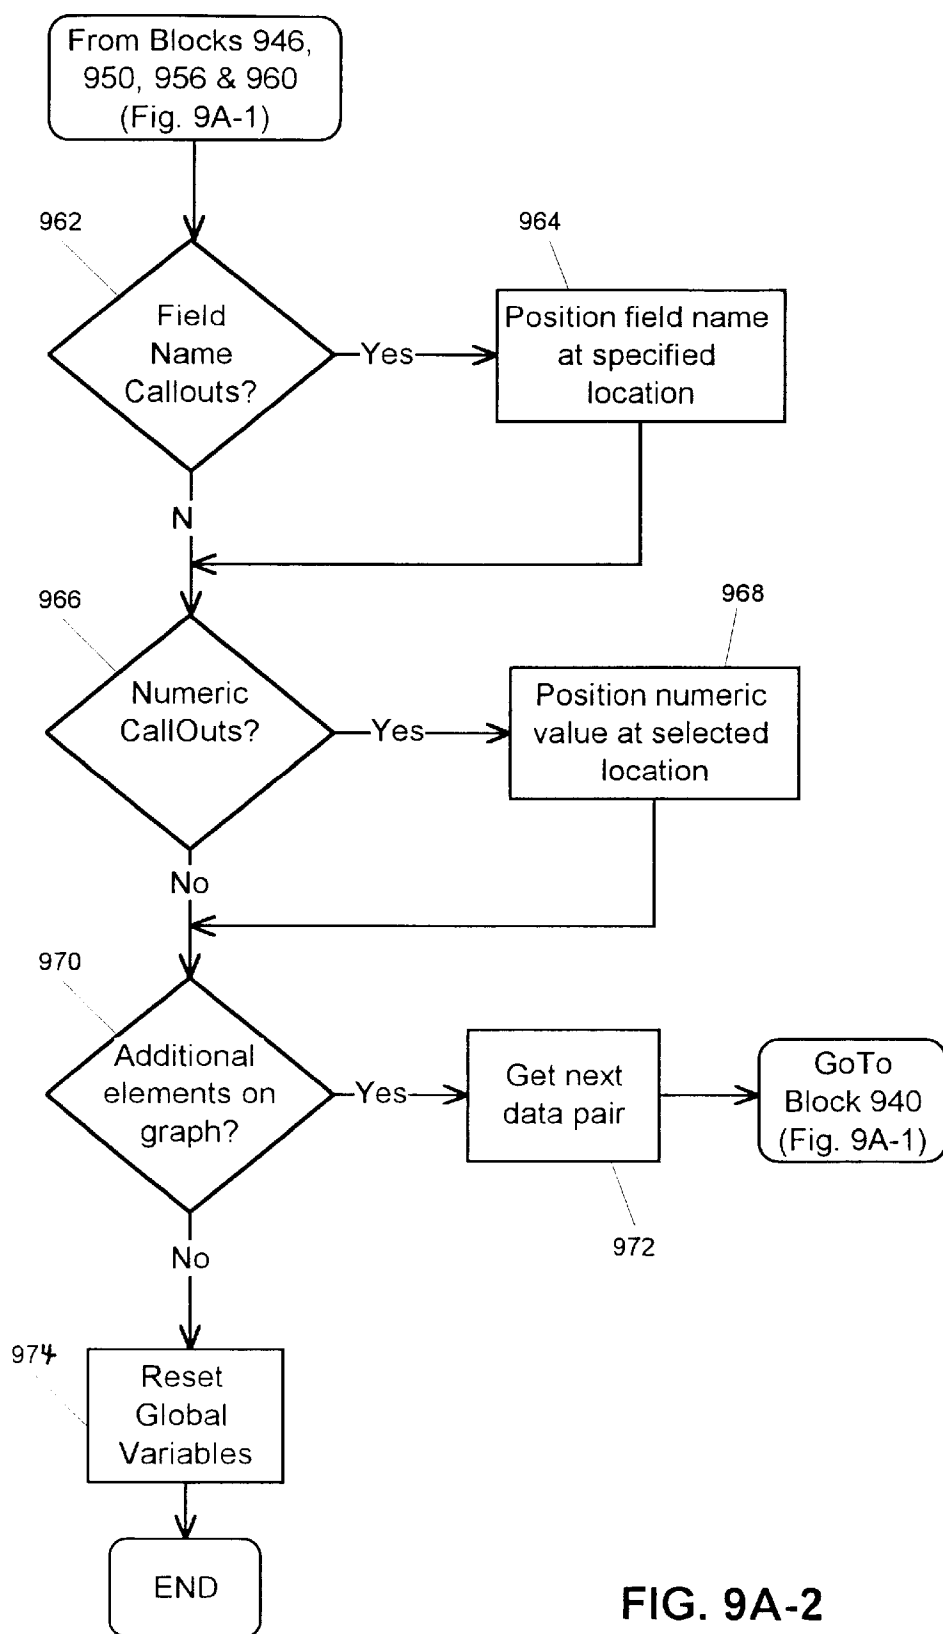 From Blocks 946,
950, 956 & 960
(Fig. 9A-1)
962
Field
Name
Callouts?
Yes
964
Position field name
at specified
location
N
966
Numeric
CallOuts?
Yes
968
Position numeric
value at selected
location
No
970
Additional
elements on
graph?
Yes
Get next
data pair
972
GoTo
Block 940
(Fig. 9A-1)
No
974
Reset
Global
Variables
END
FIG. 9A-2